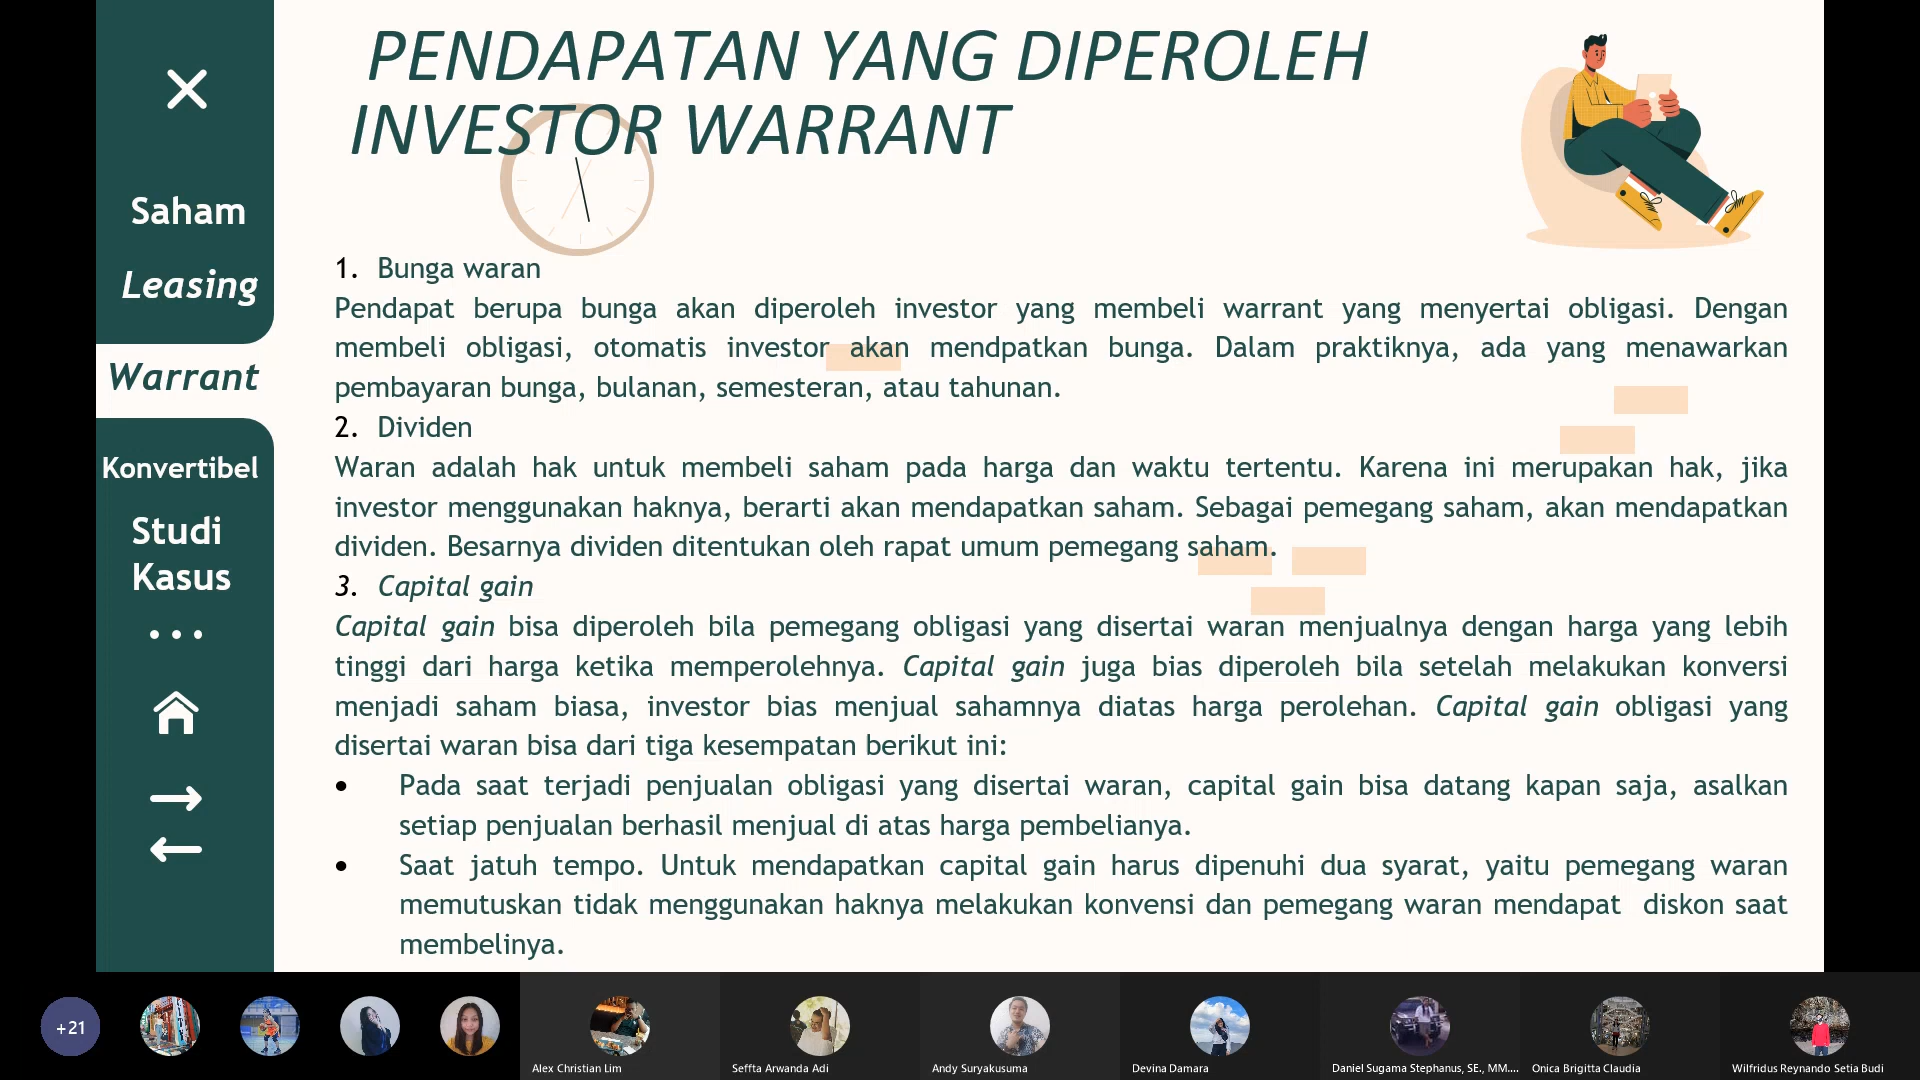 PENDAPATAN YANG DIPEROLEH
INVESTOR WARRANT
Saham
Leasing
Warrant
Konvertibel
Studi
Kasus
1. Bunga waran
Pendapat berupa bunga akan diperoleh investor yang membeli warrant yang menyertai obligasi. Dengan
membeli obligasi, otomatis investor akan mendpatkan bunga. Dalam praktiknya, ada yang menawarkan
pembayaran bunga, bulanan, semesteran, atau tahunan.
2. Dividen
Waran adalah hak untuk membeli saham pada harga dan waktu tertentu. Karena ini merupakan hak, jika
investor menggunakan haknya, berarti akan mendapatkan saham. Sebagai pemegang saham, akan mendapatkan
dividen. Besarnya dividen ditentukan oleh rapat umum pemegang saham.
3. Capital gain
Capital gain bisa diperoleh bila pemegang obligasi yang disertai waran menjualnya dengan harga yang lebih
tinggi dari harga ketika memperolehnya. Capital gain juga bias diperoleh bila setelah melakukan konversi
menjadi saham biasa, investor bias menjual sahamnya diatas harga perolehan. Capital gain obligasi yang
disertai waran bisa dari tiga kesempatan berikut ini:
• Pada saat terjadi penjualan obligasi yang disertai waran, capital gain bisa datang kapan saja, asalkan
setiap penjualan berhasil menjual di atas harga pembelianya.
• Saat jatuh tempo. Untuk mendapatkan capital gain harus dipenuhi dua syarat, yaitu pemegang waran
memutuskan tidak menggunakan haknya melakukan konvensi dan pemegang waran mendapat diskon saat
membelinya.
+21
Alex Christian Lim
Seffta Arwanda Adi
Andy Suryakusuma
Devina Damara
Daniel Sugama Stephanus, SE., MM....
Onica Brigitta Claudia
Wilfridus Reynando Setia Budi